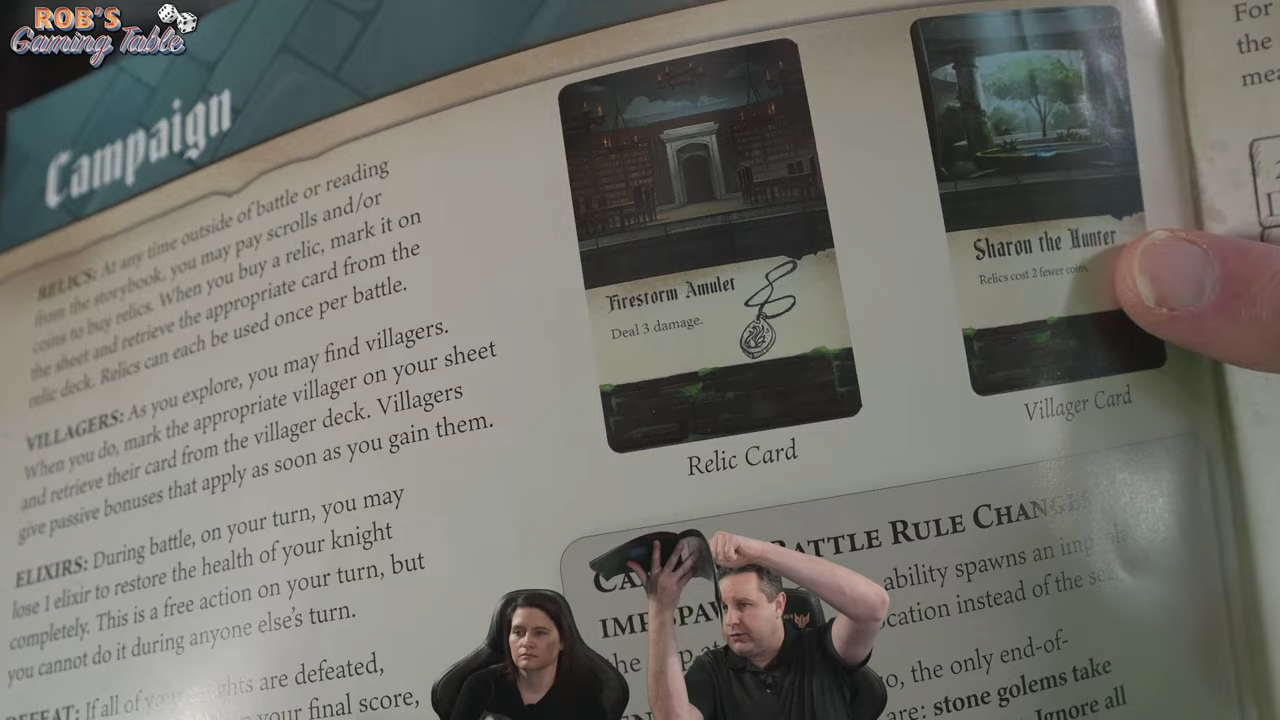 ROB'S
Gaming Table
Campaign
RELICS: At any time outside of battle or reading
from the storybook, you may pay scrolls and/or
coins to buy relics. When you buy a relic, mark it on
the sheet and retrieve the appropriate card from the
relic deck. Relics can each be used once per battle.
VILLAGERS: As you explore, you may find villagers.
When you do, mark the appropriate villager on your sheet
and retrieve their card from the villager deck. Villagers
give passive bonuses that apply as soon as you gain them.
ELIXIRS: During battle, on your turn, you may
lose 1 elixir to restore the health of your knight
completely. This is a free action on your turn, but
you cannot do it during anyone else's turn.
If all of
are defeated,
your final score,
Firestorm Amulet
Deal 3 damage.
Relic Card
Sharon the Hunter
Relics cost 2 fewer coins.
Villager Card
BATTLE RULE
ability spawns an
instead of the
the only end-of-
are: stone golems take
Ignore all
For
the